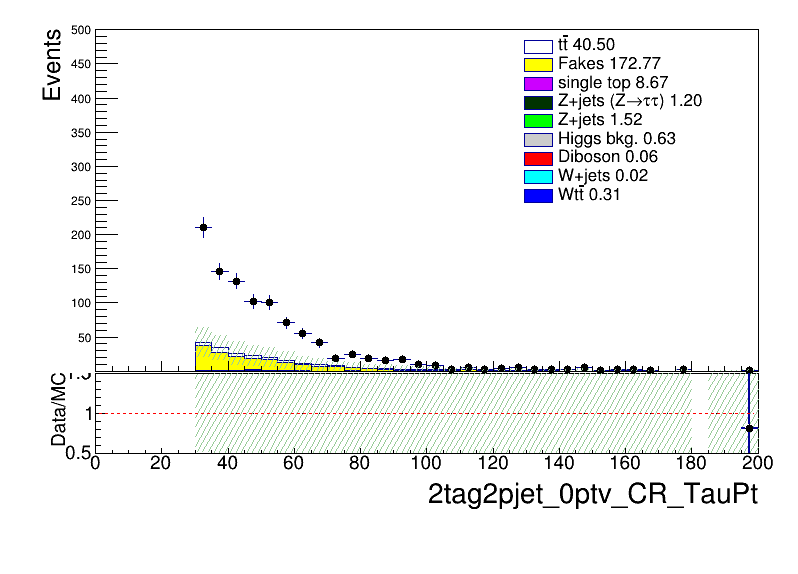 Events
500
450
400
350
300
250
200
150
100
50
tt̄ 40.50
Fakes 172.77
single top 8.67
Z+jets (Z→ττ) 1.20
Z+jets 1.52
Higgs bkg. 0.63
Diboson 0.06
W+jets 0.02
Wtt̄ 0.31
Data/MC
1.5
1
0.5
0 20 40 60 80 100 120 140 160 180 200
2tag2pjet_0ptv_CR_TauPt